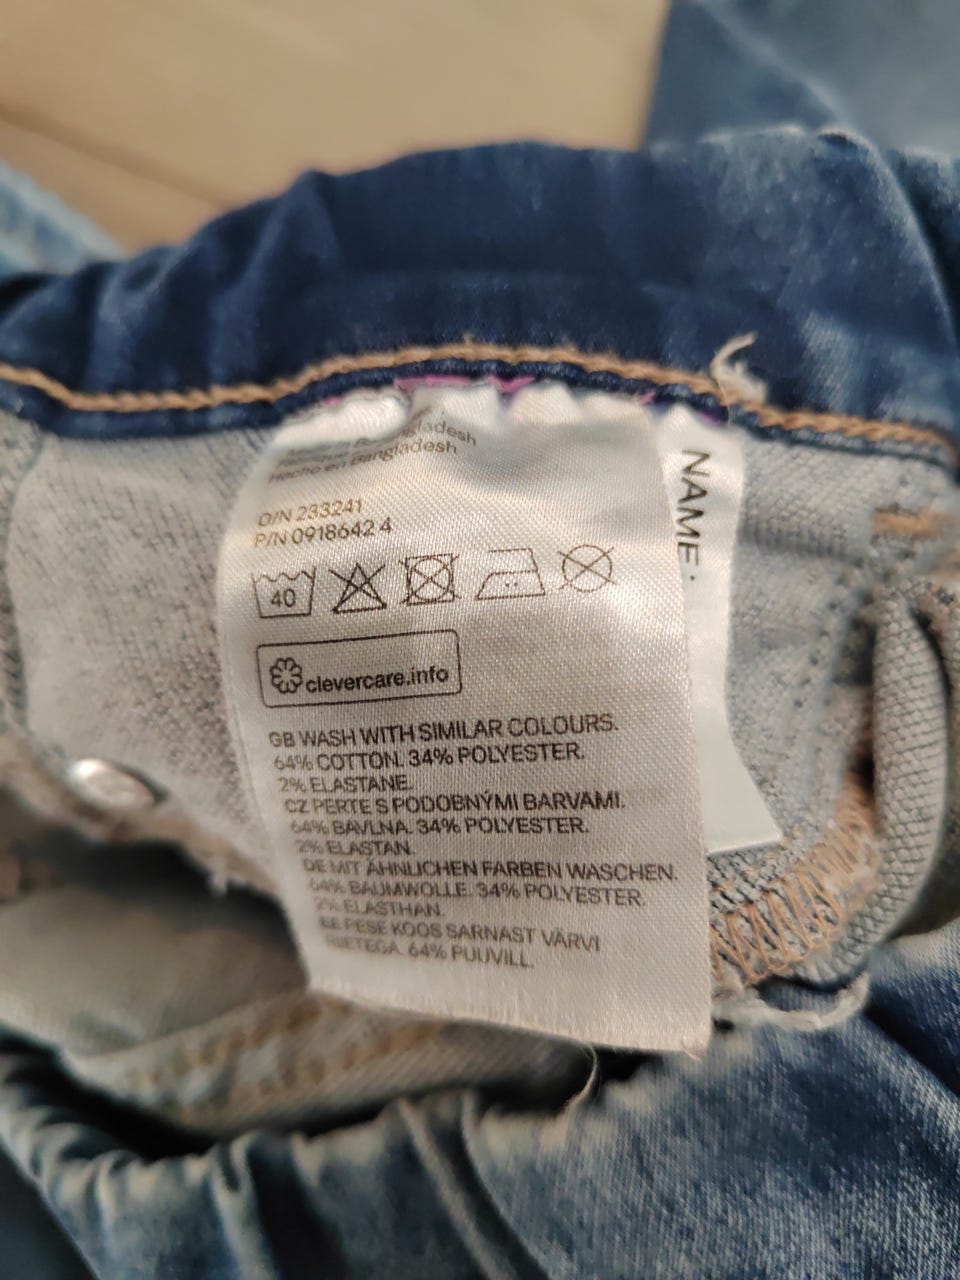 Bangladesh
Hecho en Bangladesh
O/N 233241
P/N 0918642 4
40
clevercare.info
GB WASH WITH SIMILAR COLOURS.
64% COTTON. 34% POLYESTER.
2% ELASTANE.
CZ PERTE S PODOBNÝMI BARVAMI.
64% BAVLNA. 34% POLYESTER.
2% ELASTAN.
DE MIT ÄHNLICHEN FARBEN WASCHEN.
64% BAUMWOLLE. 34% POLYESTER.
2% ELASTHAN.
EE PESE KOOS SARNAST VÄRVI
RIIETEGA. 64% PUUVILL.
NAME: